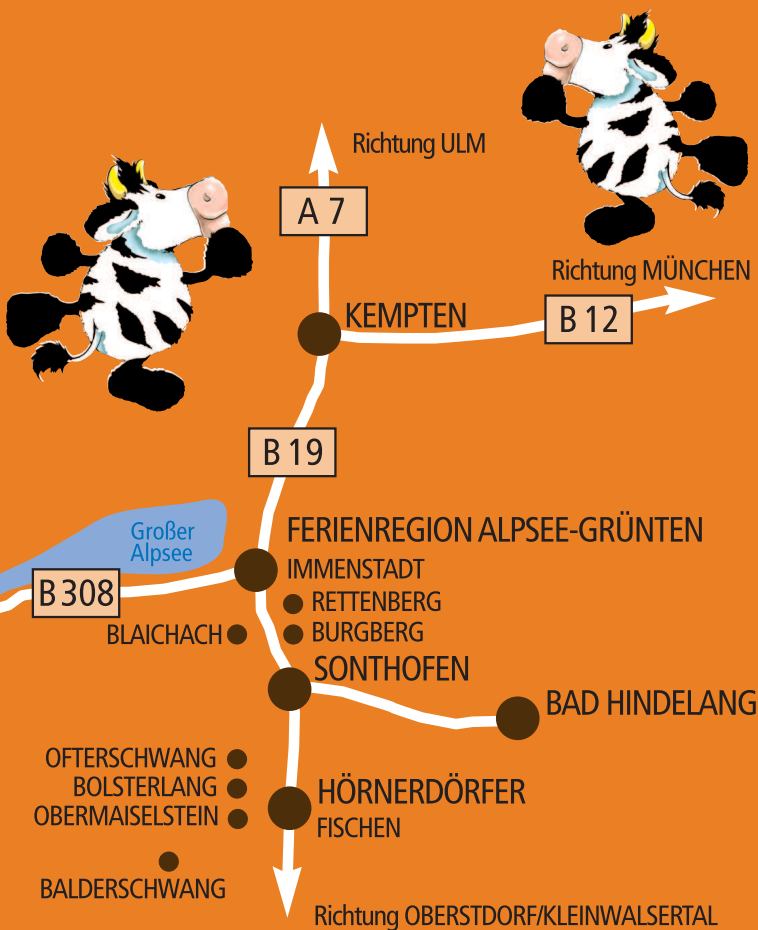 Richtung ULM
A 7
Richtung MÜNCHEN
KEMPTEN
B 12
B 19
Großer
Alpsee
FERIENREGION ALPSEE-GRÜNTEN
IMMENSTADT
B 308
RETTENBERG
BLAICHACH
BURGBERG
SONTHOFEN
BAD HINDELANG
OFTERSCHWANG
BOLSTERLANG
OBERMAISELSTEIN
HÖRNERDÖRFER
FISCHEN
BALDERSCHWANG
Richtung OBERSTDORF/KLEINWALSERTAL